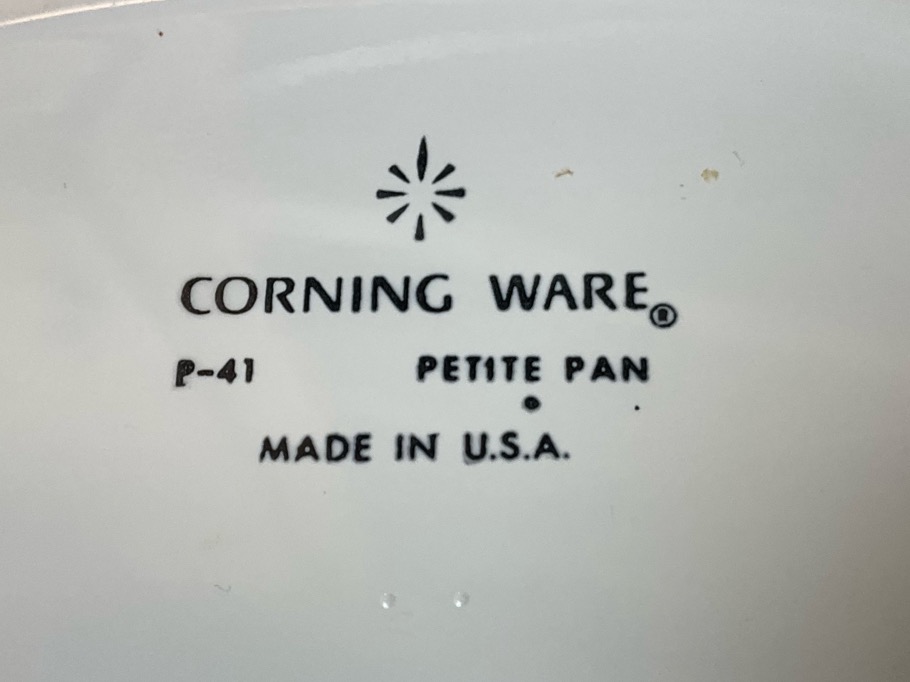 CORNING WARE®
P-41 PETITE PAN
MADE IN U.S.A.